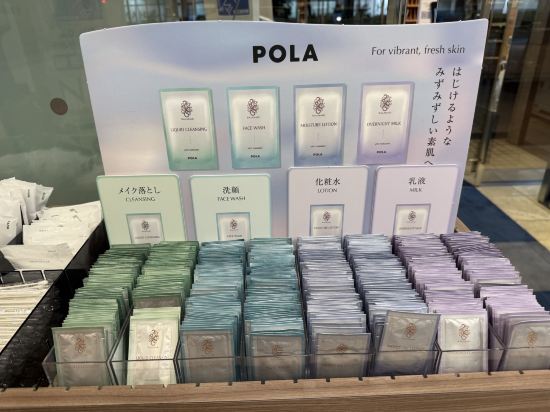 POLA
For vibrant, fresh skin
はじけるような
みずみずしい素肌へ
LIQUID CLEANSING
POLA
FACE WASH
POLA
MOISTURE LOTION
POLA
OVERNIGHT MILK
POLA
メイク落とし
CLEANSING
洗顔
FACE WASH
化粧水
LOTION
乳液
MILK